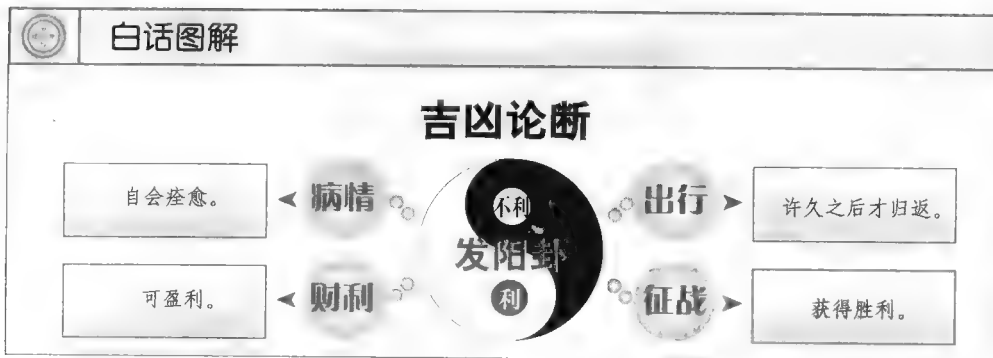 白话图解
吉凶论断
自会痊愈。
病情
不利
出行
许久之后才归返。
发阳卦
可盈利。
财利
利
征战
获得胜利。